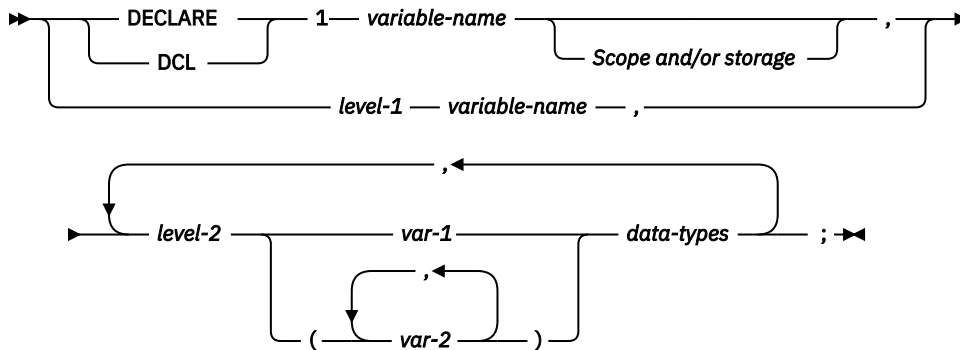 DECLARE 1 variable-name ,
DCL Scope and/or storage
level-1 variable-name ,
,
level-2 var-1 data-types ;
,
( var-2 )